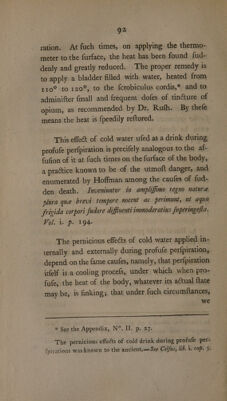 92
ration. At ſuch times, on applying the thermo-
meter to the ſurface, the heat has been found ſud-
denly and greatly reduced. The proper remedy is
to apply a bladder filled with water, heated from
110° to 120°, to the ſcrobiculus cordis,* and to
adminiſter ſmall and frequent doſes of tincture of
opium, as recommended by Dr. Ruſh. By theſe
means the heat is ſpeedily reſtored.
This effect of cold water uſed as a drink during
profuſe perſpiration is preciſely analogous to the af-
fuſion of it at ſuch times on the ſurface of the body,
a practice known to be of the utmoſt danger, and
enumerated by Hoffman among the cauſes of ſud-
den death. Inveniuntur in ampliſſimo regno naturæ
plura quæ brevi tempore necent ac perimunt, ut aqua
frigida corpori ſudore diffluenti immoderatius ſuperingeſta.
Vol. i. p. 194.
The pernicious effects of cold water applied in-
ternally and externally during profuſe perſpiration,
depend on the ſame cauſes, namely, that perſpiration
itſelf is a cooling proceſs, under which when pro-
fuſe, the heat of the body, whatever its actual ſtate
may be, is ſinking; that under ſuch circumſtances,
we
* See the Appendix, N°. II. p. 27.
The pernicious effects of cold drink during profuſe per-
ſpirations was known to the ancient.—See Celſus, lib. i. cap. 3.